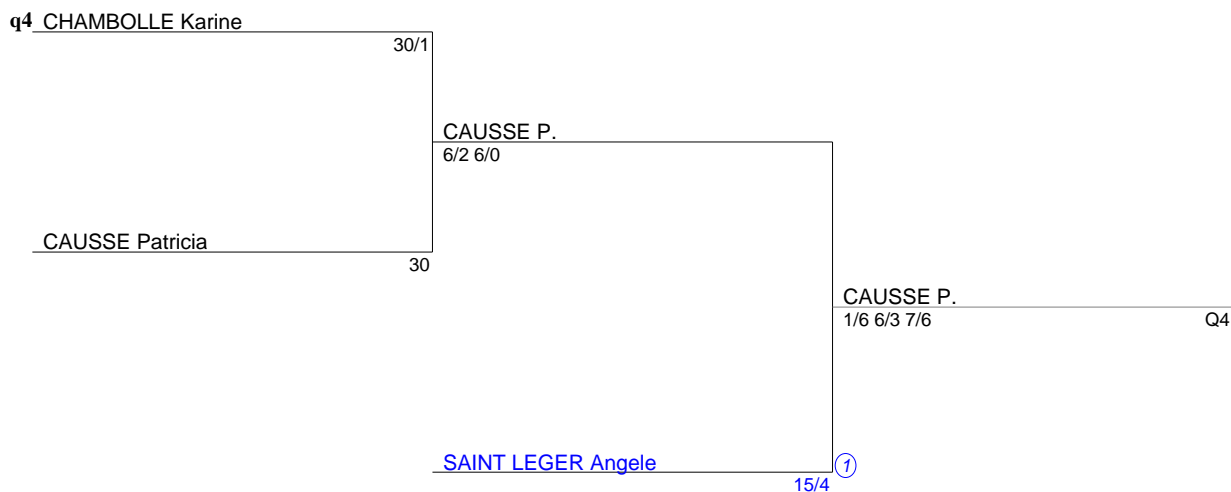 q4 CHAMBOLLE Karine
30/1
CAUSSE P.
6/2 6/0
CAUSSE Patricia
30
CAUSSE P.
1/6 6/3 7/6 Q4
SAINT LEGER Angele 1
15/4